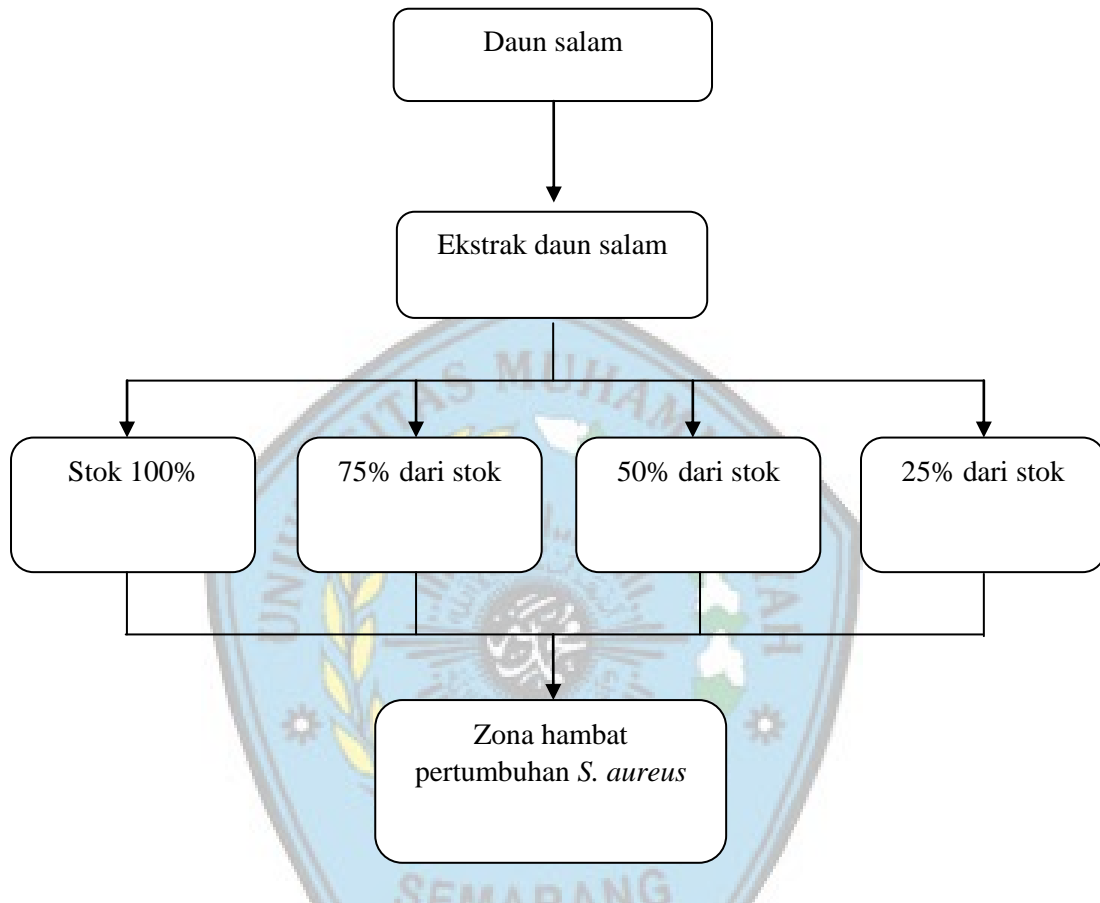 Daun salam
Ekstrak daun salam
Stok 100%
75% dari stok
50% dari stok
25% dari stok
Zona hambat
pertumbuhan S. aureus
SEMARANG